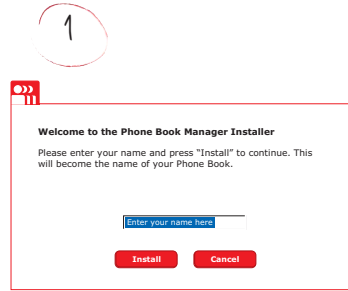 1
Welcome to the Phone Book Manager Installer
Please enter your name and press “Install” to continue. This
will become the name of your Phone Book.
Enter your name here
Install Cancel